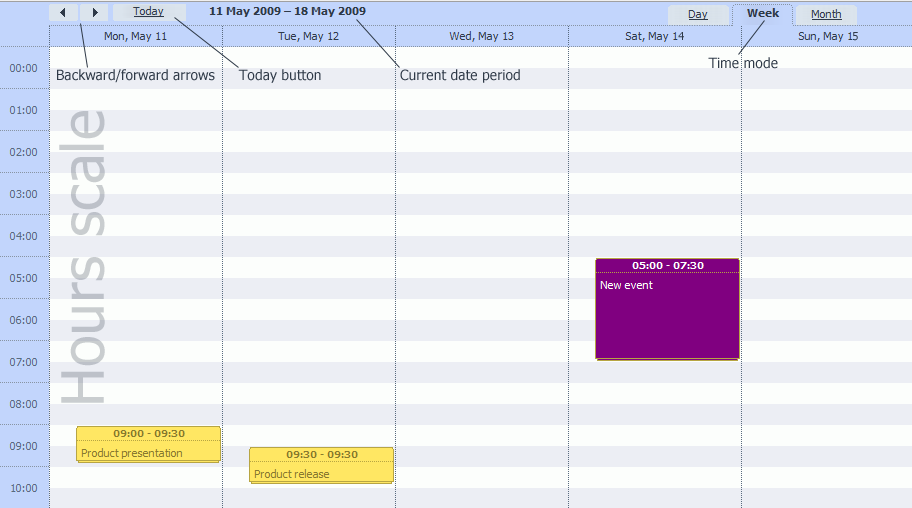 Today
11 May 2009 – 18 May 2009
Day
Week
Month
Mon, May 11
Tue, May 12
Wed, May 13
Sat, May 14
Sun, May 15
Backward/forward arrows
Today button
Current date period
Time mode
Hours scale
00:00
01:00
02:00
03:00
04:00
05:00
06:00
07:00
08:00
09:00
10:00
05:00 - 07:30
New event
09:00 - 09:30
Product presentation
09:30 - 09:30
Product release